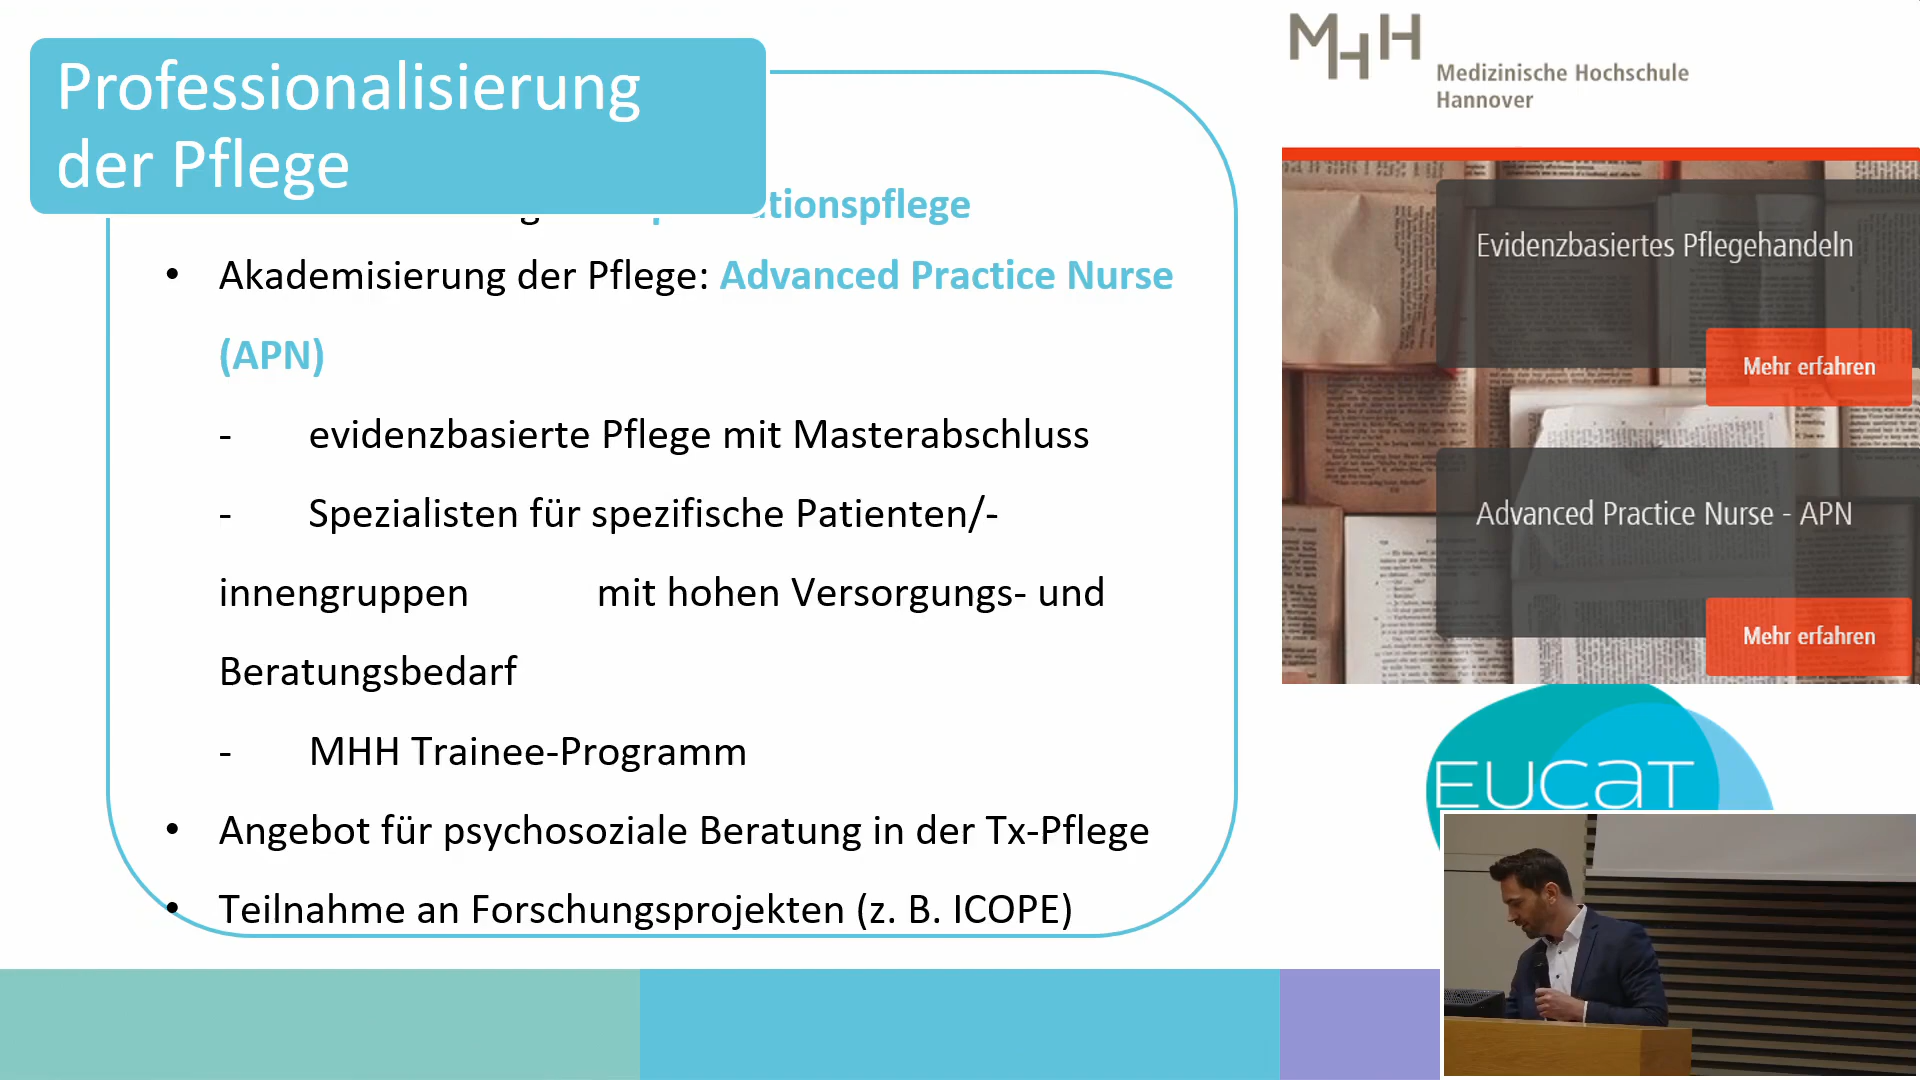 Professionalisierung
der Pflege
tionspflege
• Akademisierung der Pflege: Advanced Practice Nurse
(APN)
- evidenzbasierte Pflege mit Masterabschluss
- Spezialisten für spezifische Patienten/-
innengruppen mit hohen Versorgungs- und
Beratungsbedarf
- MHH Trainee-Programm
• Angebot für psychosoziale Beratung in der Tx-Pflege
• Teilnahme an Forschungsprojekten (z. B. ICOPE)
MHH
Medizinische Hochschule
Hannover
Evidenzbasiertes Pflegehandeln
Mehr erfahren
Advanced Practice Nurse - APN
Mehr erfahren
EUCAT